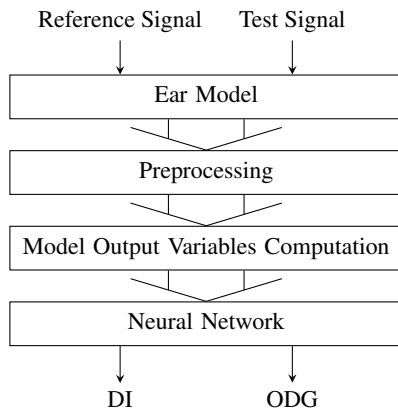 Reference Signal Test Signal
Ear Model
Preprocessing
Model Output Variables Computation
Neural Network
DI ODG